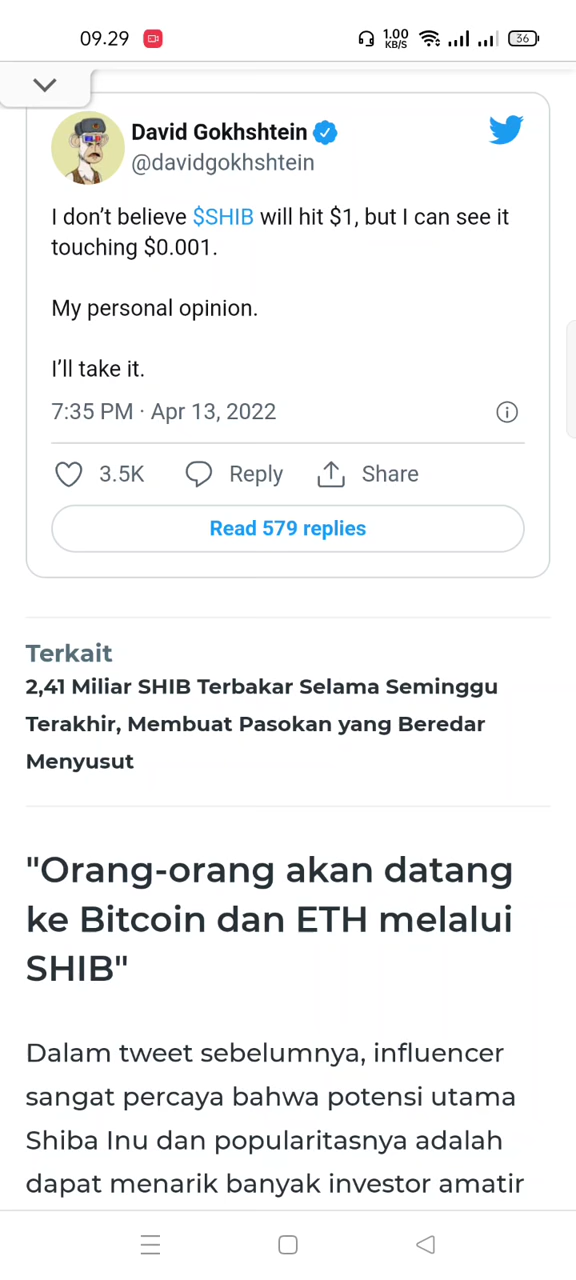 09.29
1.00
KB/S
36
David Gokhshtein
@davidgokhshtein
I don’t believe $SHIB will hit $1, but I can see it
touching $0.001.
My personal opinion.
I’ll take it.
7:35 PM · Apr 13, 2022
3.5K Reply Share
Read 579 replies
Terkait
2,41 Miliar SHIB Terbakar Selama Seminggu
Terakhir, Membuat Pasokan yang Beredar
Menyusut
"Orang-orang akan datang
ke Bitcoin dan ETH melalui
SHIB"
Dalam tweet sebelumnya, influencer
sangat percaya bahwa potensi utama
Shiba Inu dan popularitasnya adalah
dapat menarik banyak investor amatir